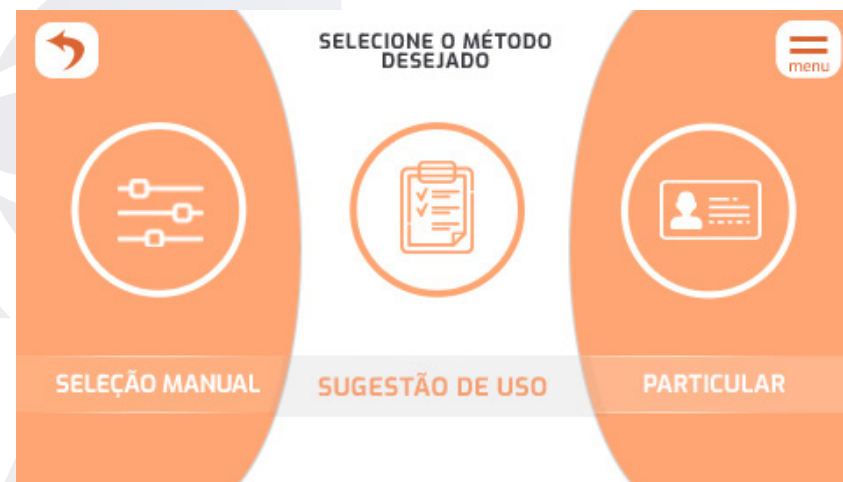 SELECIONE O MÉTODO
DESEJADO
menu
SELEÇÃO MANUAL
SUGESTÃO DE USO
PARTICULAR